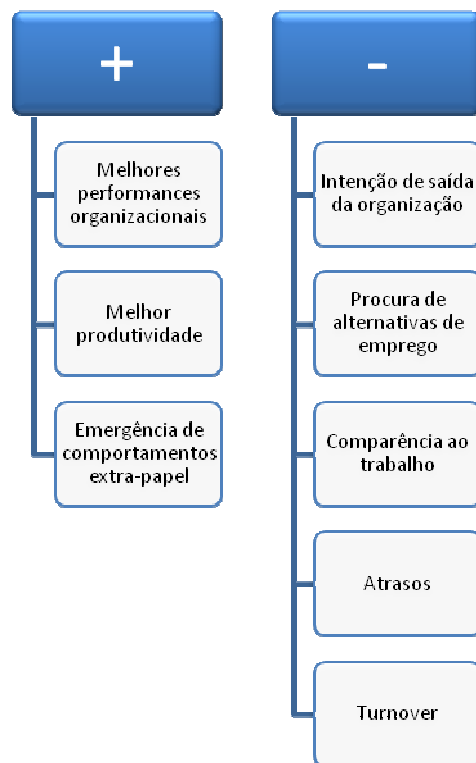 +
Melhores
performances
organizacionais
Melhor
produtividade
Emergência de
comportamentos
extra-papel
-
Intenção de saída
da organização
Procura de
alternativas de
emprego
Comparência ao
trabalho
Atrasos
Turnover